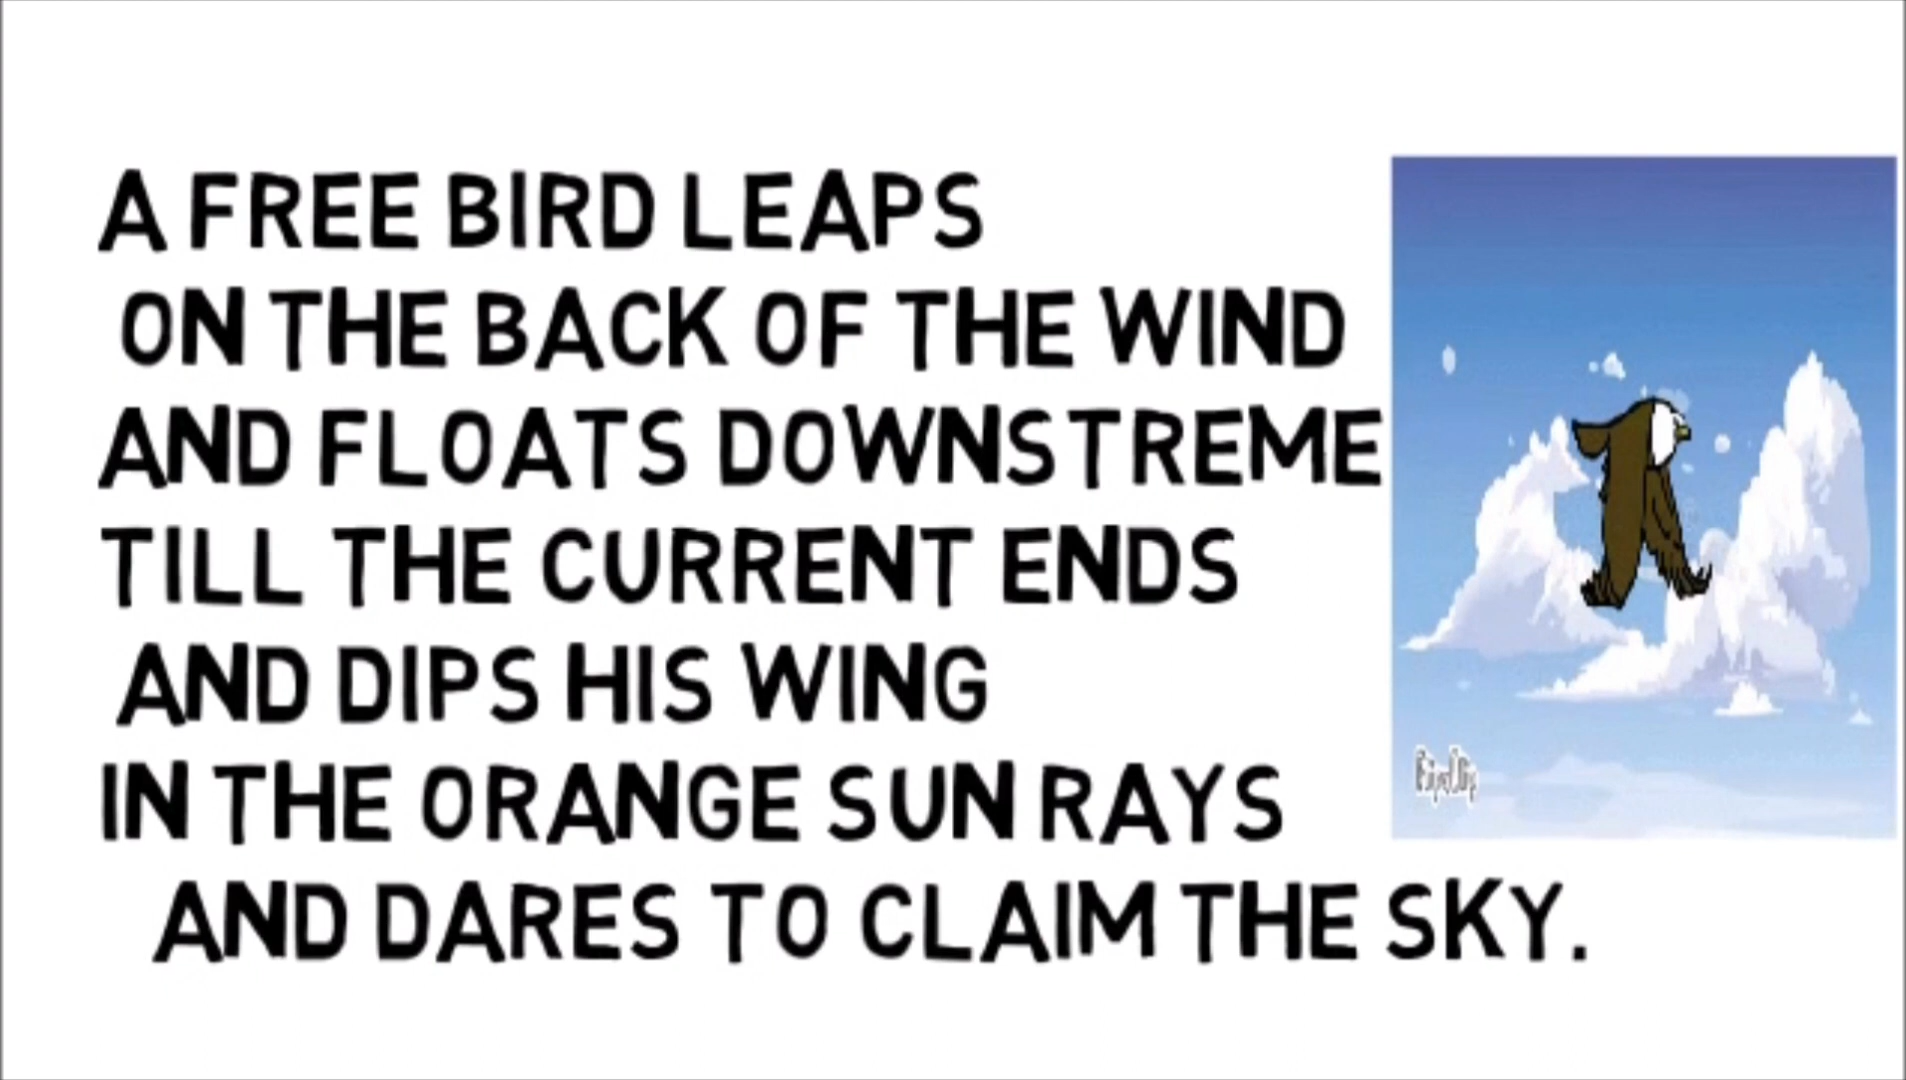 A FREE BIRD LEAPS
ON THE BACK OF THE WIND
AND FLOATS DOWNSTREME
TILL THE CURRENT ENDS
AND DIPS HIS WING
IN THE ORANGE SUN RAYS
AND DARES TO CLAIM THE SKY.